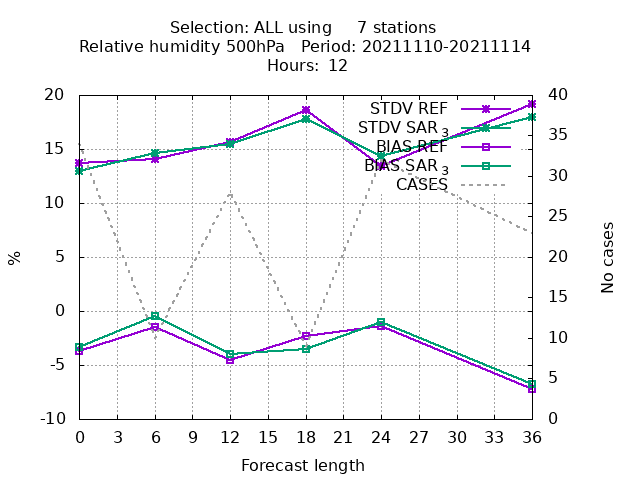 Selection: ALL using 7 stations
Relative humidity 500hPa Period: 20211110-20211114
Hours: 12
20
15
10
5
0
-5
-10
%
40
35
30
25
20
15
10
5
0
No cases
STDV REF
STDV SAR 3
BIAS REF
BIAS SAR 3
CASES
0 3 6 9 12 15 18 21 24 27 30 33 36
Forecast length